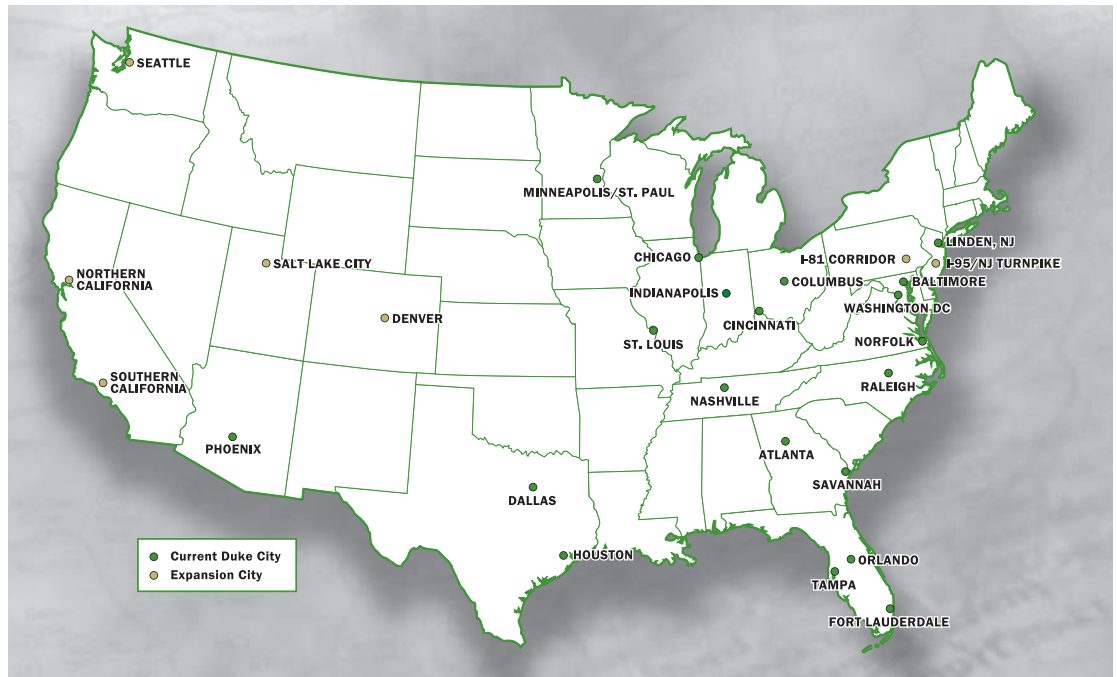 SEATTLE
MINNEAPOLIS/ST. PAUL
LINDEN, NJ
CHICAGO
I-81 CORRIDOR
I-95/NJ TURNPIKE
SALT LAKE CITY
NORTHERN
CALIFORNIA
COLUMBUS
BALTIMORE
INDIANAPOLIS
WASHINGTON DC
DENVER
CINCINNATI
ST. LOUIS
NORFOLK
SOUTHERN
CALIFORNIA
RALEIGH
NASHVILLE
PHOENIX
ATLANTA
SAVANNAH
DALLAS
HOUSTON
Current Duke City
Expansion City
ORLANDO
TAMPA
FORT LAUDERDALE